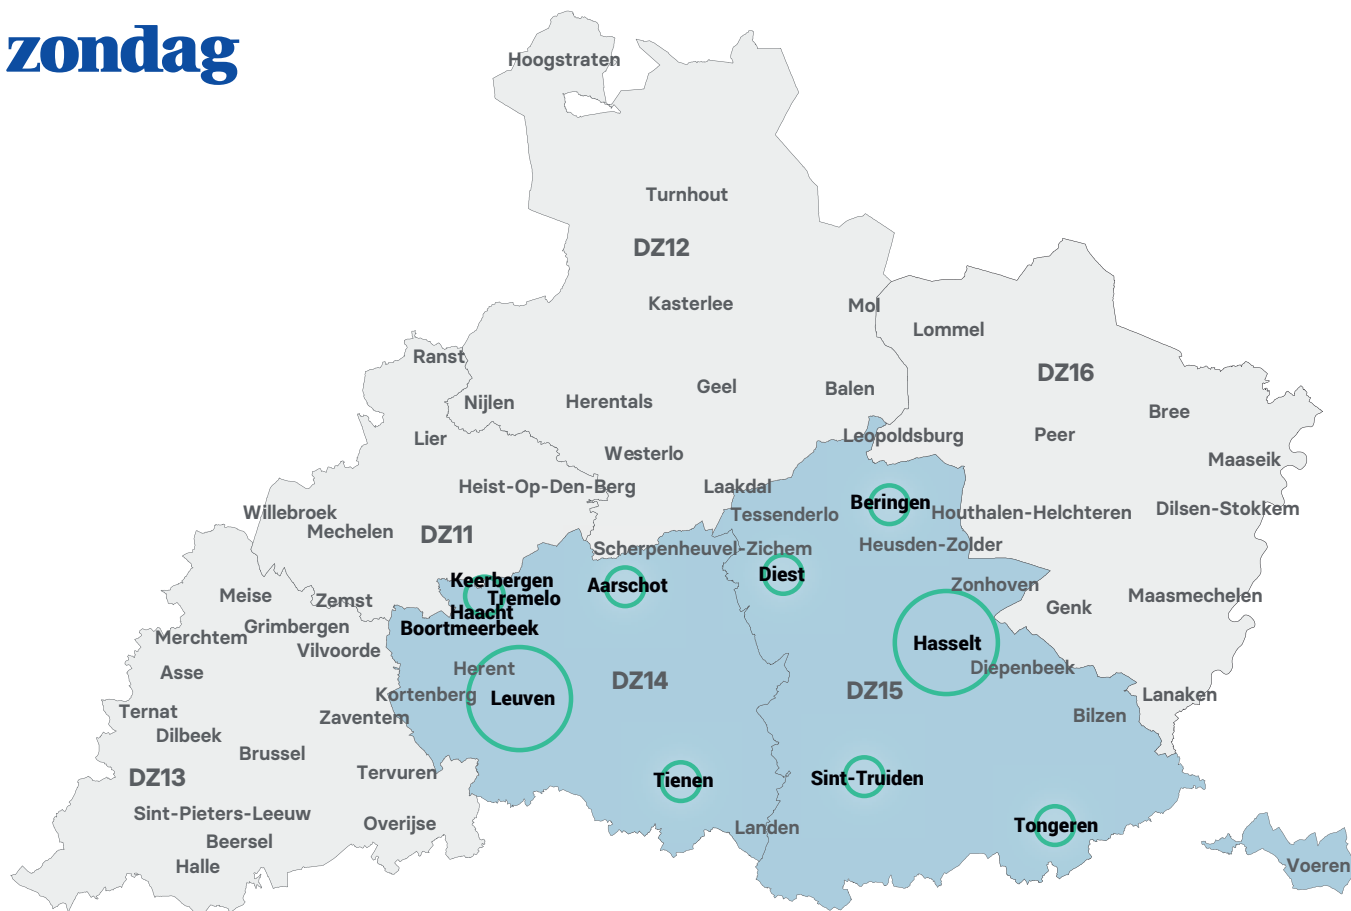 zondag
Hoogstraten
Turnhout
DZ12
Kasterlee
Mol
Lommel
Ranst
DZ16
Geel
Balen
Nijlen
Herentals
Bree
Lier
Leopoldsburg
Peer
Westerlo
Maaseik
Heist-Op-Den-Berg
Laakdal
Beringen
Willebroek
Tessenderlo
Houthalen-Helchteren
Dilsen-Stokkem
Mechelen
DZ11
Scherpenheuvel-Zichem
Heusden-Zolder
Keerbergen
Aarschot
Diest
Zonhoven
Meise
Zemst
Tremelo
Genk
Maasmechelen
Haacht
Grimbergen
Boortmeerbeek
Merchtem
Vilvoorde
Hasselt
Asse
Herent
Diepenbeek
DZ14
DZ15
Kortenberg
Leuven
Lanaken
Ternat
Zaventem
Bilzen
Dilbeek
Brussel
DZ13
Tervuren
Tienen
Sint-Truiden
Sint-Pieters-Leeuw
Overijse
Landen
Tongeren
Beersel
Halle
Voeren